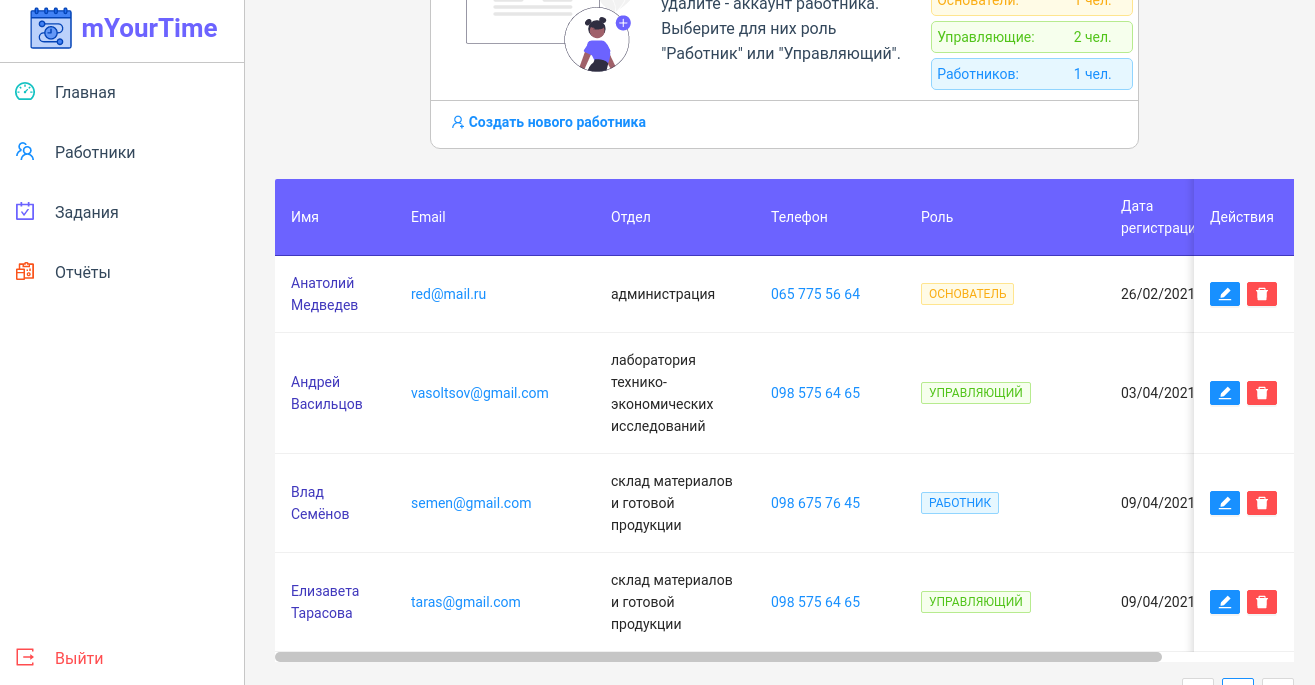 mYourTime
Главная
Работники
Задания
Отчёты
Выйти
удалите - аккаунт работника.
Выберите для них роль
"Работник" или "Управляющий".
Основатели: 1 чел.
Управляющие: 2 чел.
Работников: 1 чел.
Создать нового работника
Имя Email Отдел Телефон Роль Дата Действия
регистраци
Анатолий
Медведев
red@mail.ru
администрация
065 775 56 64
ОСНОВАТЕЛЬ
26/02/2021
Андрей
Васильцов
vasoltsov@gmail.com
лаборатория
технико-
экономических
исследований
098 575 64 65
УПРАВЛЯЮЩИЙ
03/04/2021
Влад
Семёнов
semen@gmail.com
склад материалов
и готовой
продукции
098 675 76 45
РАБОТНИК
09/04/2021
Елизавета
Тарасова
taras@gmail.com
склад материалов
и готовой
продукции
098 575 64 65
УПРАВЛЯЮЩИЙ
09/04/2021